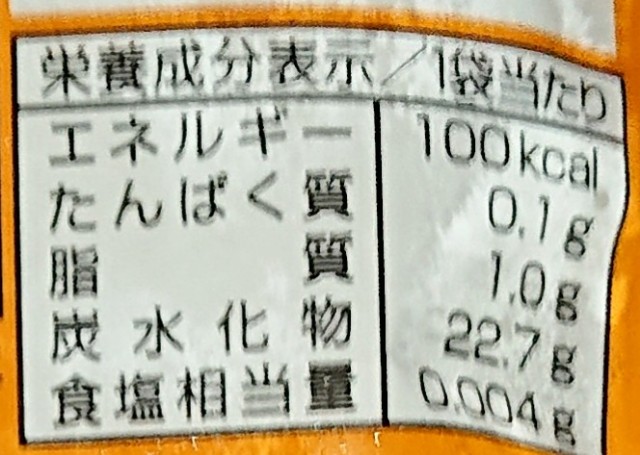 栄養成分表示／1袋当たり
エネルギー 100kcal
たんぱく質 0.1g
脂質 1.0g
炭水化物 22.7g
食塩相当量 0.004g